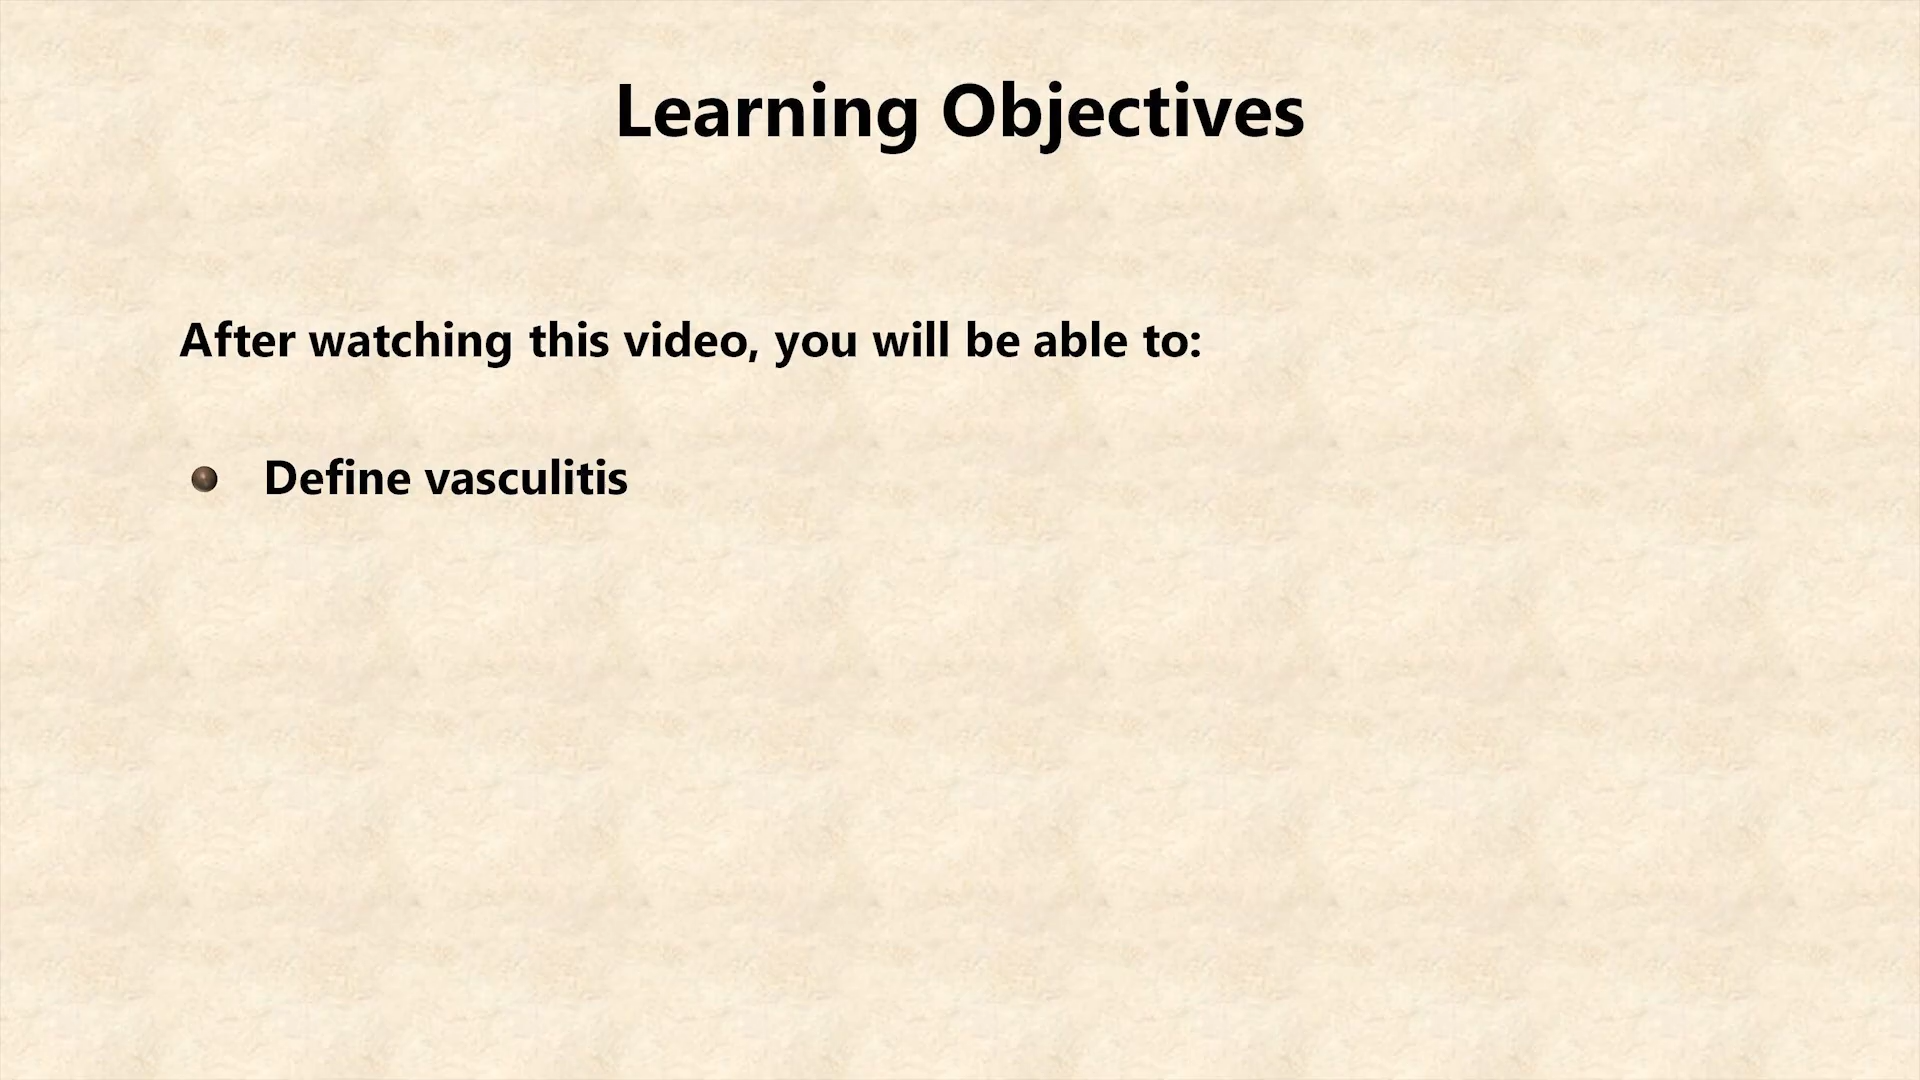 Learning Objectives
After watching this video, you will be able to:
Define vasculitis